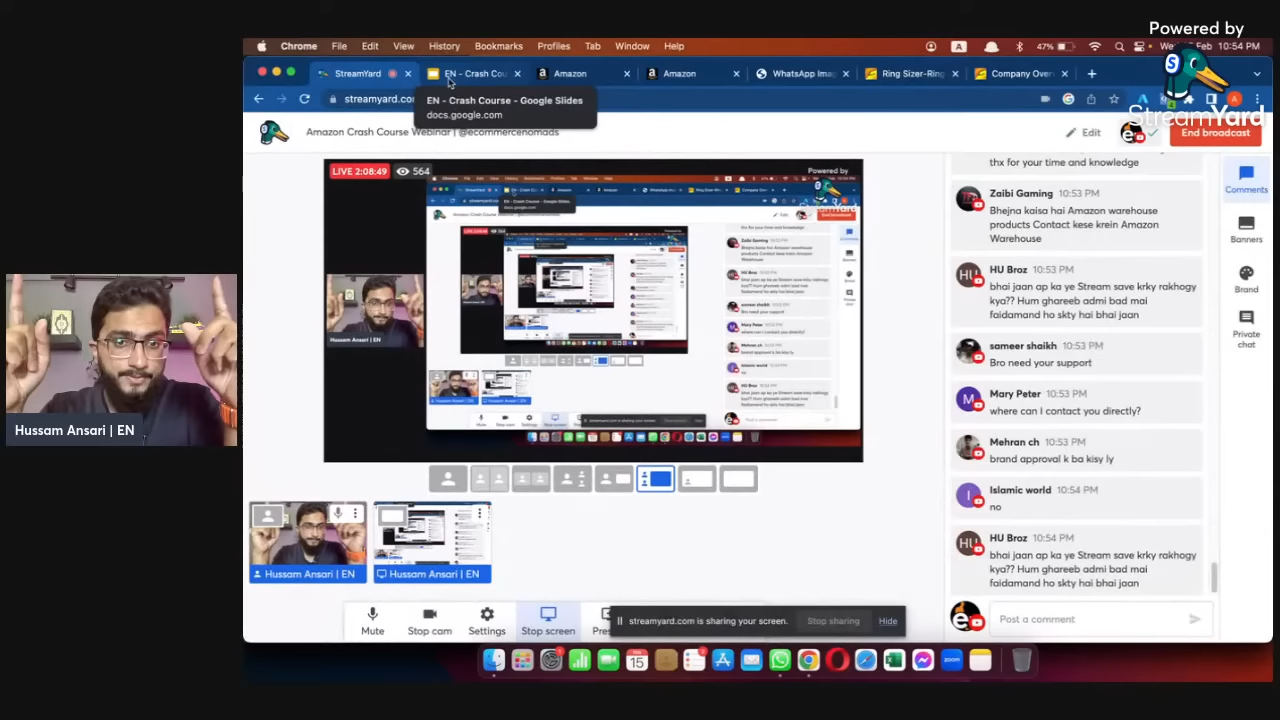 Powered by
StreamYard
Chrome File Edit View History Bookmarks Profiles Tab Window Help
A 47% 10:54 PM
StreamYard
EN - Crash Cou
Amazon
Amazon
WhatsApp Imag
Ring Sizer-Ring
Company Over
streamyard.co
EN - Crash Course - Google Slides
docs.google.com
Amazon Crash Course Webinar | @ecommercenomads
Edit
End broadcast
LIVE 2:08:49 564
Powered by
Hussam Ansari | EN
thx for your time and knowledge
Zaibi Gaming 10:53 PM
Bhejna kaisa hai Amazon warehouse
products Contact kese krein Amazon
Warehouse
HU Broz 10:53 PM
bhai jaan ap ka ye Stream save krky rakhogy
kya?? Hum ghareeb admi bad mai
faidamand ho skty hai bhai jaan
sameer shaikh 10:53 PM
Bro need your support
Mary Peter 10:53 PM
where can I contact you directly?
Mehran ch 10:53 PM
brand approval k ba kisy ly
Islamic world 10:54 PM
no
HU Broz 10:54 PM
bhai jaan ap ka ye Stream save krky rakhogy
kya?? Hum ghareeb admi bad mai
faidamand ho skty hai bhai jaan
Post a comment
Comments
Banners
Brand
Private
chat
Hussam Ansari | EN
Hussam Ansari | EN
Hussam Ansari | EN
Mute
Stop cam
Settings
Stop screen
streamyard.com is sharing your screen.
Stop sharing
Hide
FEB
15
zoom